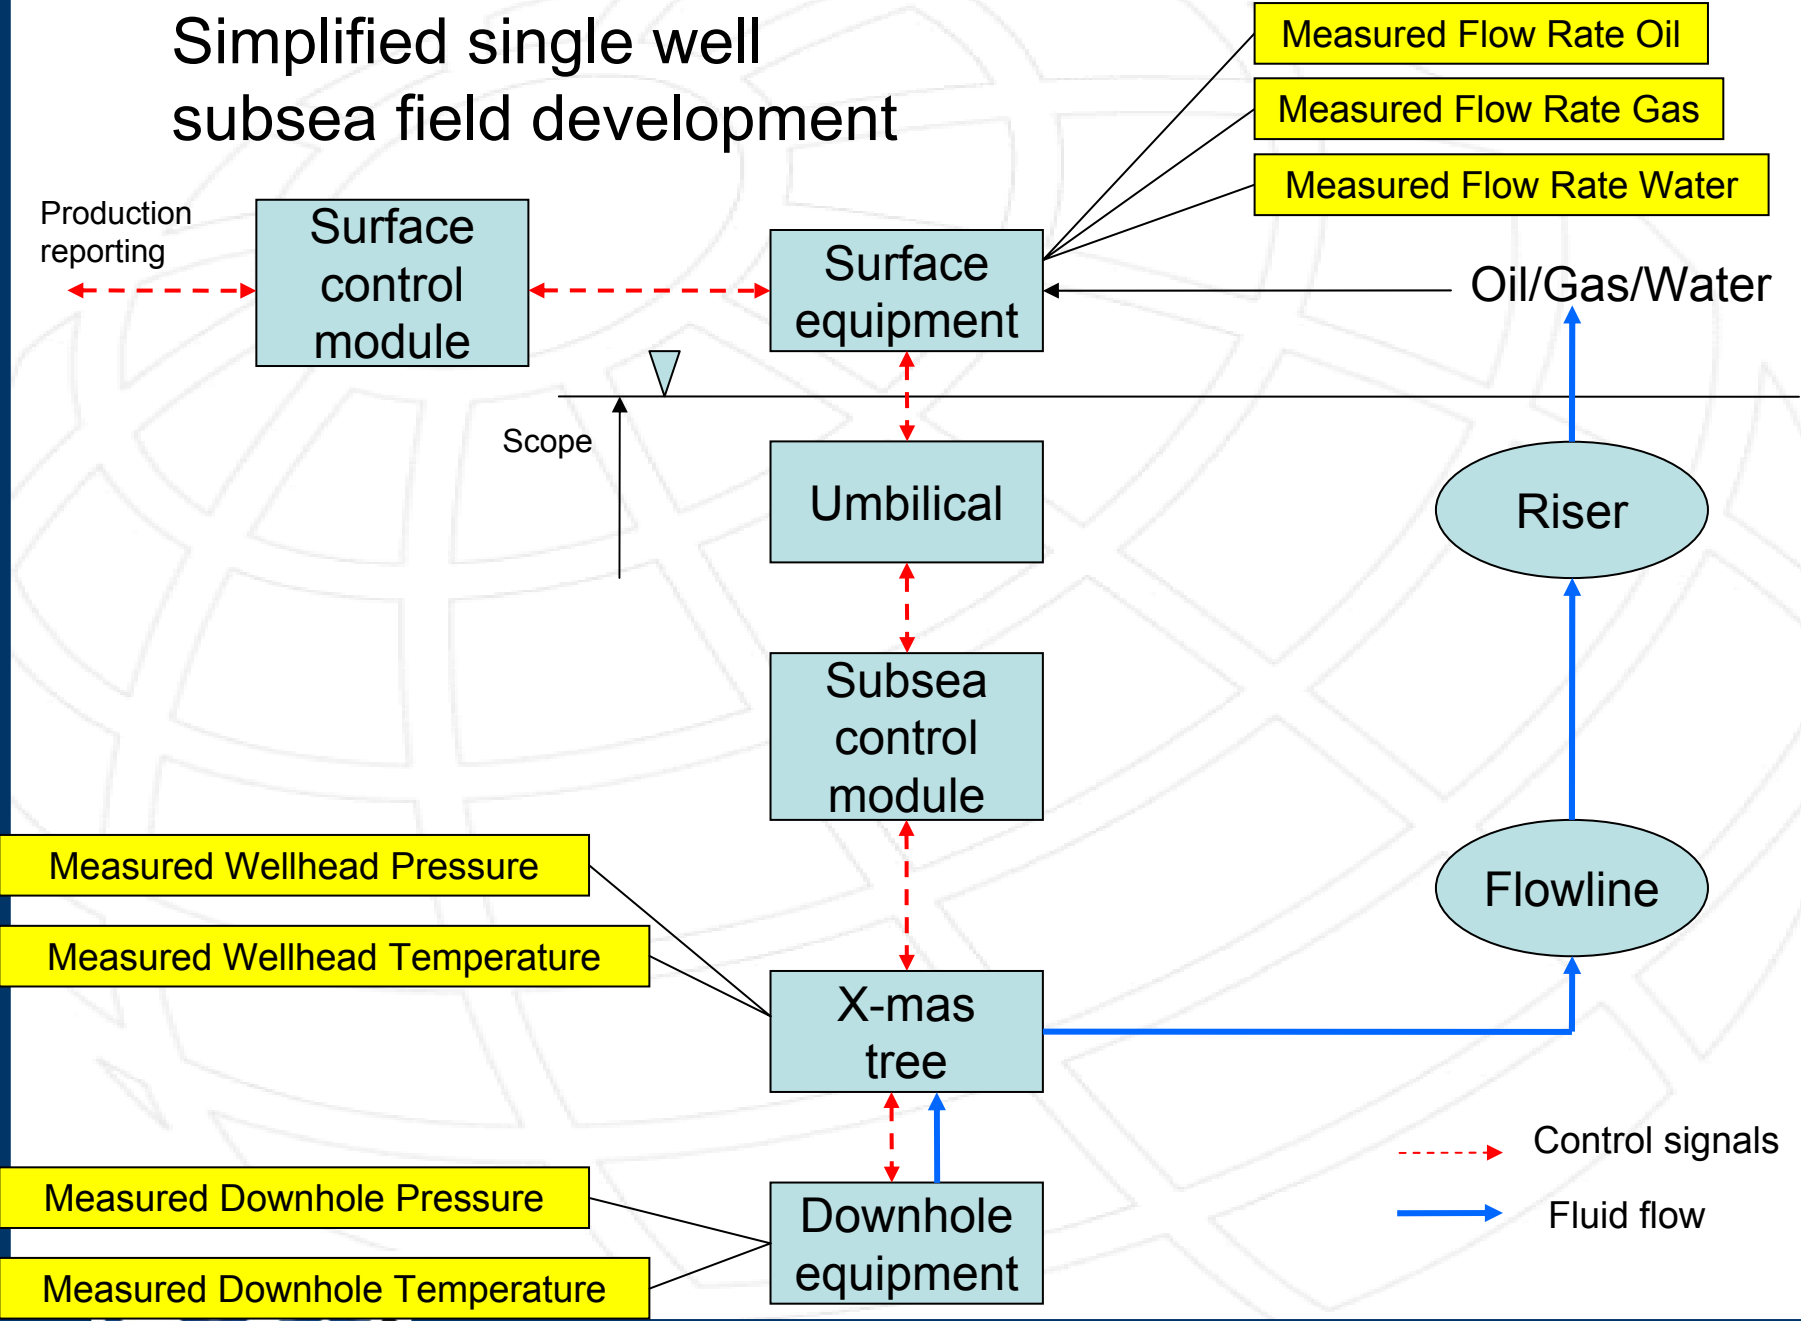 Simplified single well
subsea field development
Measured Flow Rate Oil
Measured Flow Rate Gas
Measured Flow Rate Water
Production
reporting
Surface
control
module
Surface
equipment
Oil/Gas/Water
Scope
Umbilical
Riser
Subsea
control
module
Measured Wellhead Pressure
Flowline
Measured Wellhead Temperature
X-mas
tree
Control signals
Measured Downhole Pressure
Fluid flow
Downhole
equipment
Measured Downhole Temperature